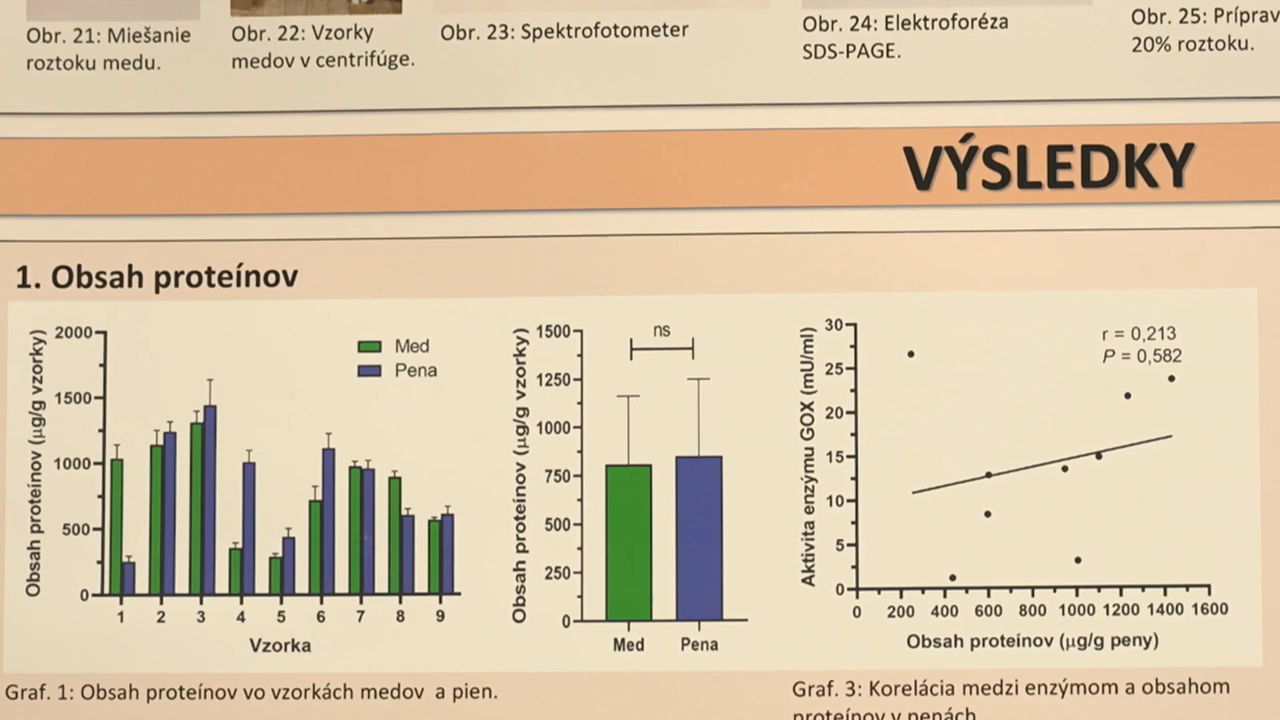 Obr. 21: Miešanie
roztoku medu.
Obr. 22: Vzorky
medov v centrifúge.
Obr. 23: Spektrofotometer
Obr. 24: Elektroforéza
SDS-PAGE.
Obr. 25: Príprav
20% roztoku.
VÝSLEDKY
1. Obsah proteínov
Obsah proteínov (µg/g vzorky)
2000
1500
1000
500
0
Med
Pena
1 2 3 4 5 6 7 8 9
Vzorka
Obsah proteínov (µg/g vzorky)
1500
1250
1000
750
500
250
0
ns
Med Pena
Aktivita enzýmu GOX (mU/ml)
30
25
20
15
10
5
0
r = 0,213
P = 0,582
0 200 400 600 800 1000 1200 1400 1600
Obsah proteínov (µg/g peny)
Graf. 1: Obsah proteínov vo vzorkách medov a pien.
Graf. 3: Korelácia medzi enzýmom a obsahom
proteínov v penách